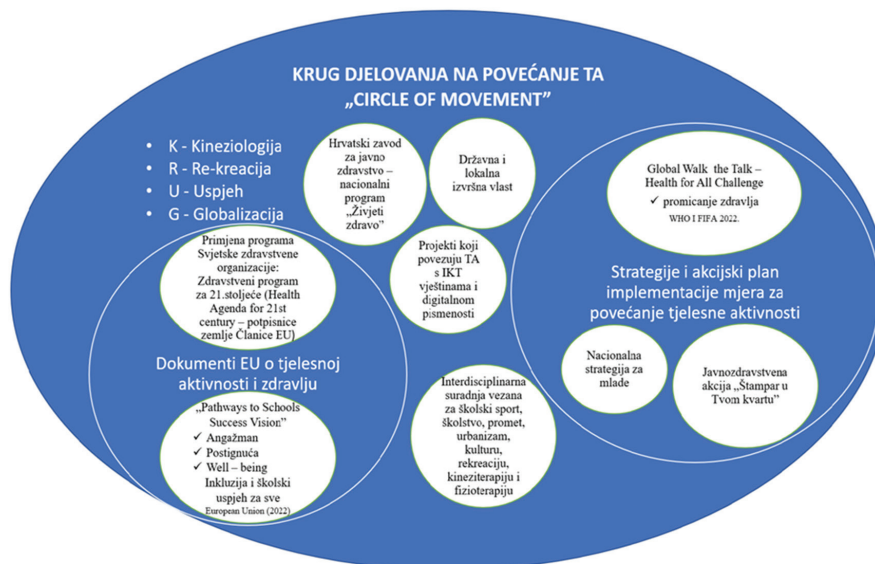 KRUG DJELOVANJA NA POVEĆANJE TA
„CIRCLE OF MOVEMENT”
• K - Kineziologija
• R - Re-kreacija
• U - Uspjeh
• G - Globalizacija
Hrvatski zavod
za javno
zdravstvo –
nacionalni
program
„Živjeti
zdravo”
Državna i
lokalna
izvršna vlast
Projekti koji
povezuju TA
s IKT
vještinama i
digitalnom
pismenosti
Primjena programa
Svjetske zdravstvene
organizacije:
Zdravstveni program
za 21.stoljeće (Health
Agenda for 21st
century – potpisnice
zemlje Članice EU)
Dokumenti EU o tjelesnoj
aktivnosti i zdravlju
„Pathways to Schools
Success Vision”
✓ Angažman
✓ Postignuća
✓ Well – being
Inkluzija i školski
uspjeh za sve
European Union (2022)
Interdisciplinarna
suradnja vezana
za školski sport,
školstvo, promet,
urbanizam,
kulturu,
rekreaciju,
kineziterapiju i
fizioterapiju
Global Walk the Talk –
Health for All Challenge
✓ promicanje zdravlja
WHO I FIFA 2022.
Strategije i akcijski plan
implementacije mjera za
povećanje tjelesne aktivnosti
Nacionalna
strategija za
mlade
Javnozdravstvena
akcija „Štampar u
Tvom kvartu”